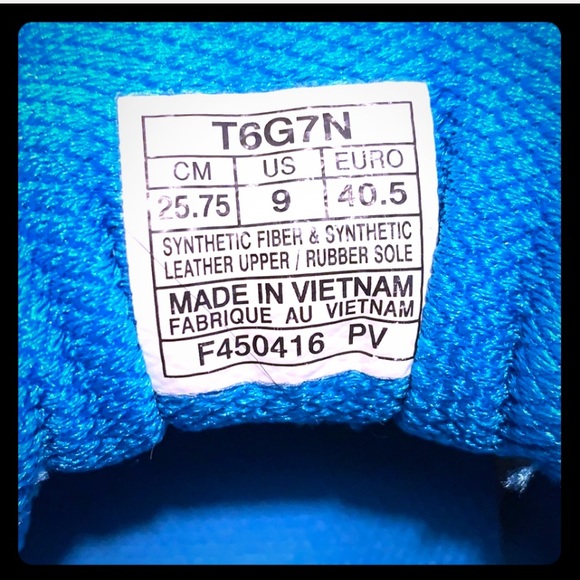 T6G7N
CM US EURO
25.75 9 40.5
SYNTHETIC FIBER & SYNTHETIC
LEATHER UPPER / RUBBER SOLE
MADE IN VIETNAM
FABRIQUE AU VIETNAM
F450416 PV